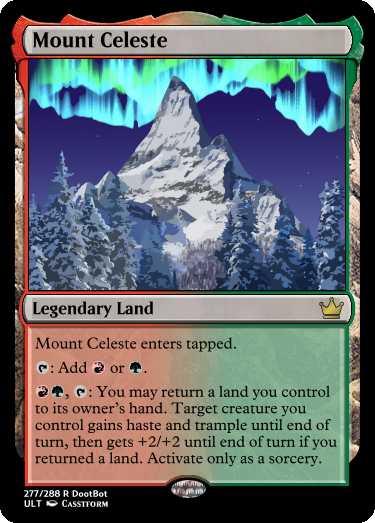 Mount Celeste
Legendary Land
Mount Celeste enters tapped.
: Add or .
, : You may return a land you control
to its owner's hand. Target creature you
control gains haste and trample until end of
turn, then gets +2/+2 until end of turn if you
returned a land. Activate only as a sorcery.
277/288 R DootBot
ULT Casstform